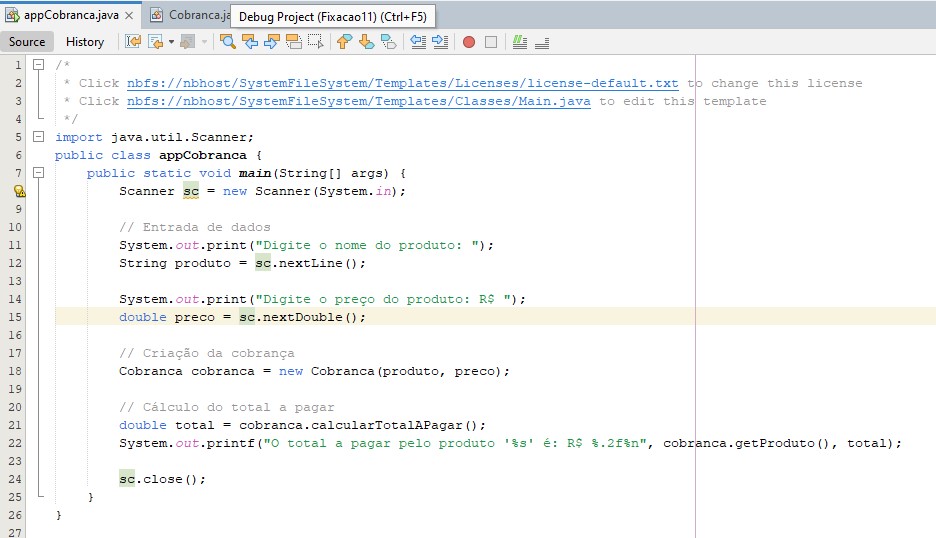 appCobranca.java
Cobranca.ja
Debug Project (Fixacao11) (Ctrl+F5)
Source History
1 /*
2 * Click nbfs://nbhost/SystemFileSystem/Templates/Licenses/license-default.txt to change this license
3 * Click nbfs://nbhost/SystemFileSystem/Templates/Classes/Main.java to edit this template
4 */
5 import java.util.Scanner;
6 public class appCobranca {
7 public static void main(String[] args) {
Scanner sc = new Scanner(System.in);
9
10 // Entrada de dados
11 System.out.print("Digite o nome do produto: ");
12 String produto = sc.nextLine();
13
14 System.out.print("Digite o preço do produto: R$ ");
15 double preco = sc.nextDouble();
16
17 // Criação da cobrança
18 Cobranca cobranca = new Cobranca(produto, preco);
19
20 // Cálculo do total a pagar
21 double total = cobranca.calcularTotalAPagar();
22 System.out.printf("O total a pagar pelo produto '%s' é: R$ %.2f%n", cobranca.getProduto(), total);
23
24 sc.close();
25 }
26 }
27